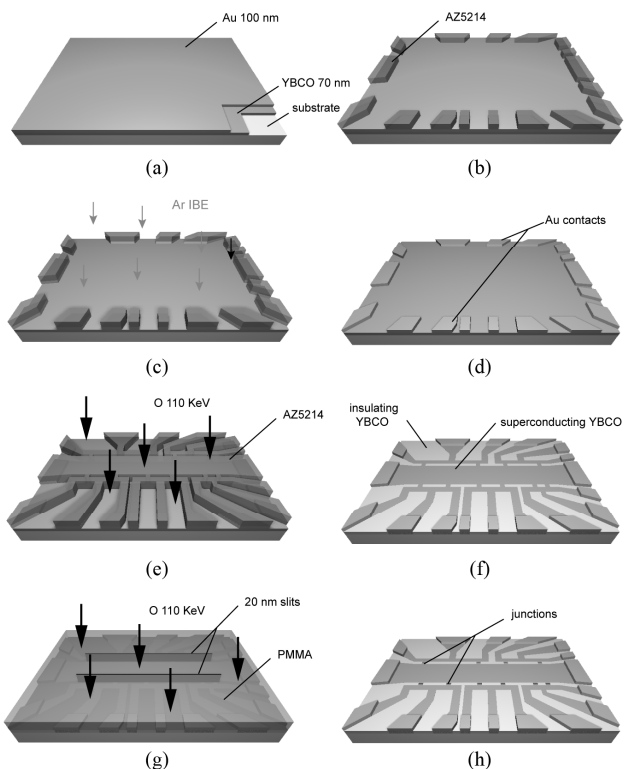 Au 100 nm
YBCO 70 nm
substrate
(a)
AZ5214
(b)
Ar IBE
(c)
Au contacts
(d)
O 110 KeV
AZ5214
(e)
insulating
YBCO
superconducting YBCO
(f)
O 110 KeV
20 nm slits
PMMA
(g)
junctions
(h)